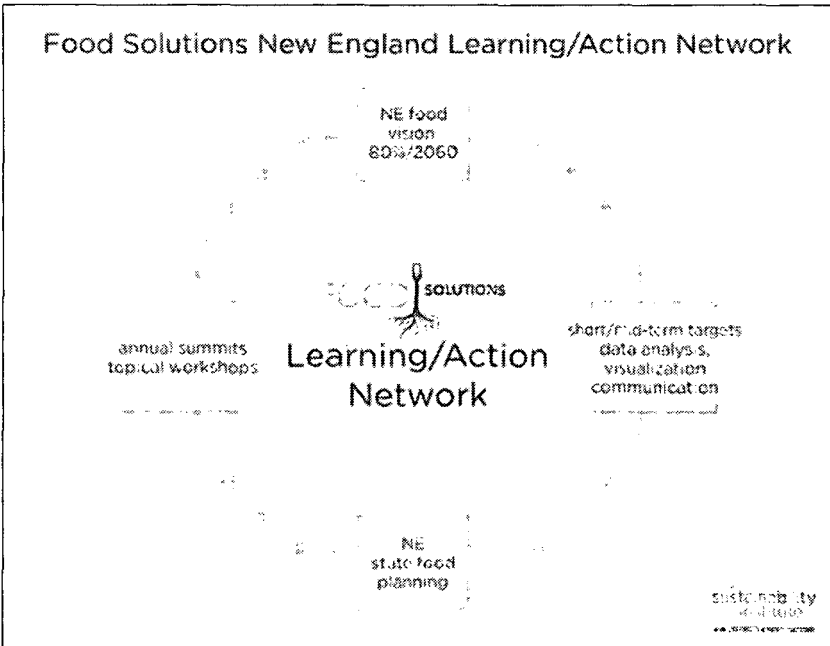 Food Solutions New England Learning/Action Network
NE food
vision
80%/2060
SOLUTIONS
annual summits
topical workshops
Learning/Action
Network
short/mid-term targets
data analysis,
visualization
communication
NE
state food
planning
sustainability